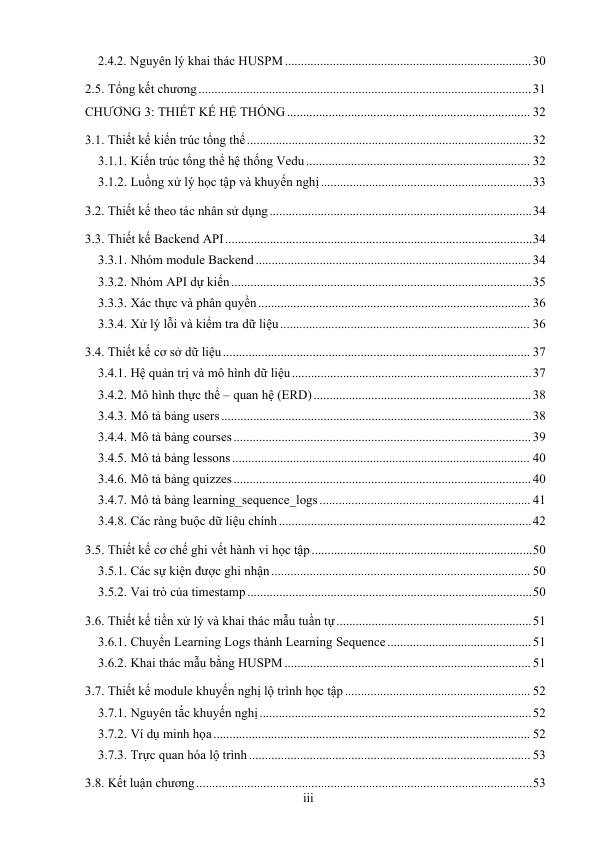 2.4.2. Nguyên lý khai thác HUSPM ............................................................................ 30
2.5. Tổng kết chương ....................................................................................................... 31
CHƯƠNG 3: THIẾT KẾ HỆ THỐNG ........................................................................... 32
3.1. Thiết kế kiến trúc tổng thể ........................................................................................ 32
3.1.1. Kiến trúc tổng thể hệ thống Vedu ...................................................................... 32
3.1.2. Luồng xử lý học tập và khuyến nghị .................................................................. 33
3.2. Thiết kế theo tác nhân sử dụng ................................................................................. 34
3.3. Thiết kế Backend API ............................................................................................... 34
3.3.1. Nhóm module Backend ..................................................................................... 34
3.3.2. Nhóm API dự kiến ............................................................................................. 35
3.3.3. Xác thực và phân quyền .................................................................................... 36
3.3.4. Xử lý lỗi và kiểm tra dữ liệu .............................................................................. 36
3.4. Thiết kế cơ sở dữ liệu ............................................................................................... 37
3.4.1. Hệ quản trị và mô hình dữ liệu .......................................................................... 37
3.4.2. Mô hình thực thể – quan hệ (ERD) .................................................................... 38
3.4.3. Mô tả bảng users ................................................................................................ 38
3.4.4. Mô tả bảng courses ............................................................................................ 39
3.4.5. Mô tả bảng lessons ............................................................................................. 40
3.4.6. Mô tả bảng quizzes ............................................................................................ 40
3.4.7. Mô tả bảng learning_sequence_logs .................................................................. 41
3.4.8. Các ràng buộc dữ liệu chính .............................................................................. 42
3.5. Thiết kế cơ chế ghi vết hành vi học tập .................................................................... 50
3.5.1. Các sự kiện được ghi nhận ................................................................................ 50
3.5.2. Vai trò của timestamp ........................................................................................ 50
3.6. Thiết kế tiền xử lý và khai thác mẫu tuần tự ............................................................ 51
3.6.1. Chuyển Learning Logs thành Learning Sequence ............................................. 51
3.6.2. Khai thác mẫu bằng HUSPM ............................................................................ 51
3.7. Thiết kế module khuyến nghị lộ trình học tập .......................................................... 52
3.7.1. Nguyên tắc khuyến nghị .................................................................................... 52
3.7.2. Ví dụ minh họa .................................................................................................. 52
3.7.3. Trực quan hóa lộ trình ....................................................................................... 53
3.8. Kết luận chương ........................................................................................................ 53
iii